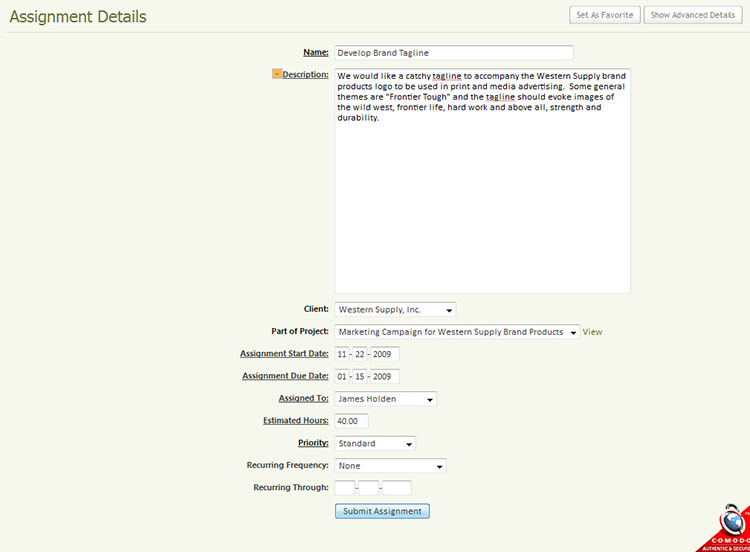 Assignment Details
Set As Favorite
Show Advanced Details
Name: Develop Brand Tagline
- Description: We would like a catchy tagline to accompany the Western Supply brand
products logo to be used in print and media advertising. Some general
themes are "Frontier Tough" and the tagline should evoke images of
the wild west, frontier life, hard work and above all, strength and
durability.
Client: Western Supply, Inc.
Part of Project: Marketing Campaign for Western Supply Brand Products View
Assignment Start Date: 11 - 22 - 2009
Assignment Due Date: 01 - 15 - 2009
Assigned To: James Holden
Estimated Hours: 40.00
Priority: Standard
Recurring Frequency: None
Recurring Through: - -
Submit Assignment
COMODO
AUTHENTIC & SECURE